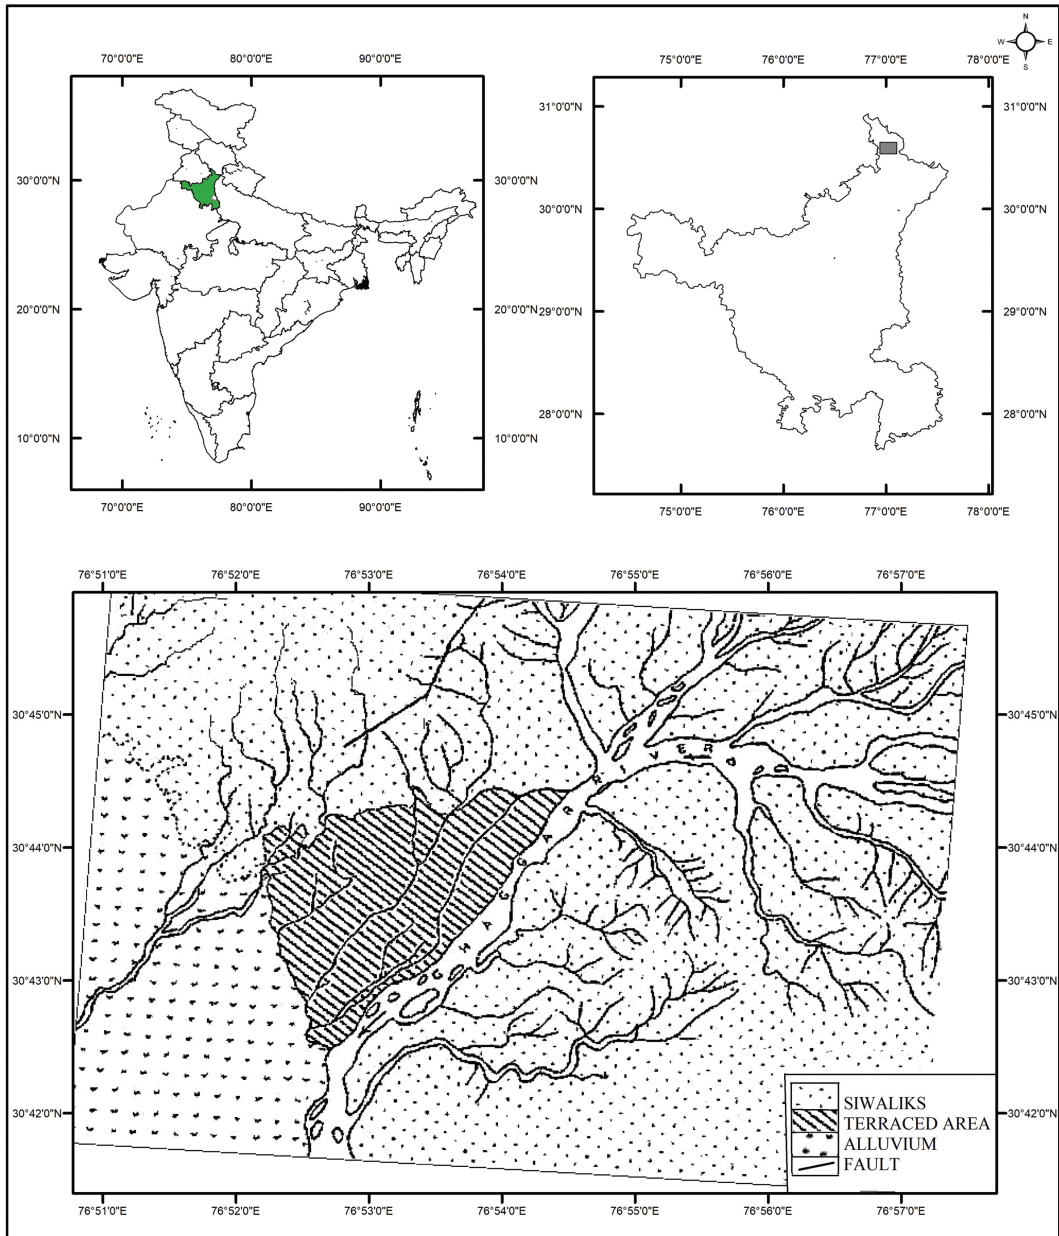 N
W E
S
70°0'0"E 80°0'0"E 90°0'0"E
75°0'0"E 76°0'0"E 77°0'0"E 78°0'0"E
31°0'0"N 31°0'0"N
30°0'0"N 30°0'0"N
30°0'0"N 30°0'0"N
20°0'0"N 20°0'0"N
29°0'0"N 29°0'0"N
10°0'0"N 10°0'0"N
28°0'0"N 28°0'0"N
70°0'0"E 80°0'0"E 90°0'0"E
75°0'0"E 76°0'0"E 77°0'0"E 78°0'0"E
76°51'0"E 76°52'0"E 76°53'0"E 76°54'0"E 76°55'0"E 76°56'0"E 76°57'0"E
30°45'0"N 30°45'0"N
30°44'0"N 30°44'0"N
GHAGGAR RIVER
30°43'0"N 30°43'0"N
30°42'0"N 30°42'0"N
SIWALIKS
TERRACED AREA
ALLUVIUM
FAULT
76°51'0"E 76°52'0"E 76°53'0"E 76°54'0"E 76°55'0"E 76°56'0"E 76°57'0"E